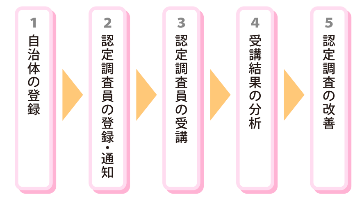 1
自治体の登録
2
認定調査員の登録・通知
3
認定調査員の受講
4
受講結果の分析
5
認定調査の改善